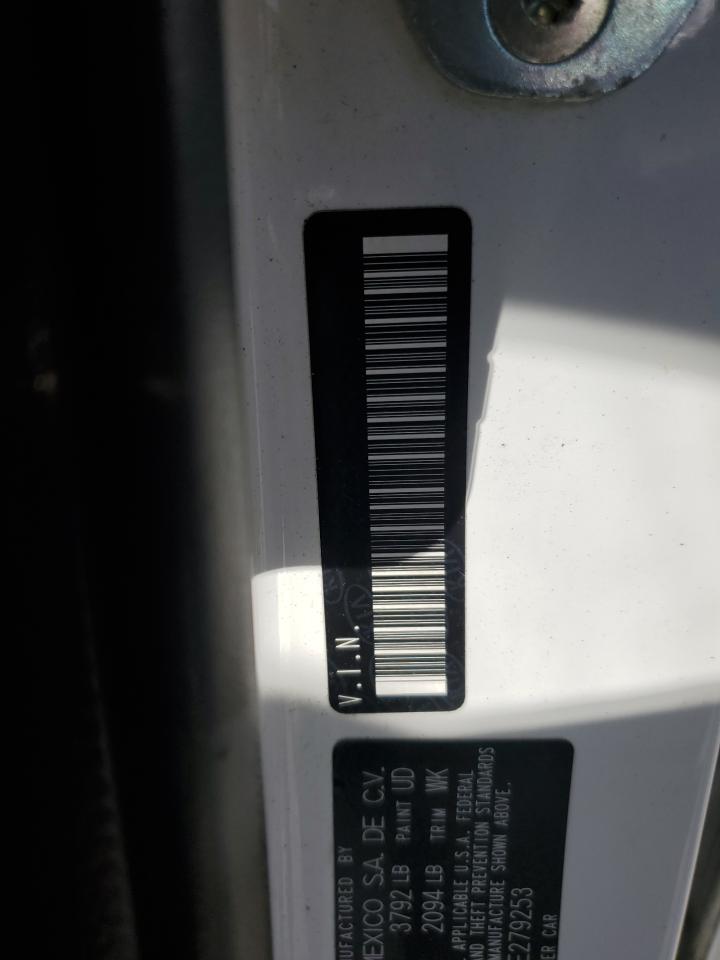 V.I.N.
UFACTURED BY
MEXICO S.A. DE C.V.
3792 LB PAINT UD
2094 LB TRIM WK
APPLICABLE U.S.A. FEDERAL
AND THEFT PREVENTION STANDARDS
MANUFACTURE SHOWN ABOVE.
E279253
ER CAR